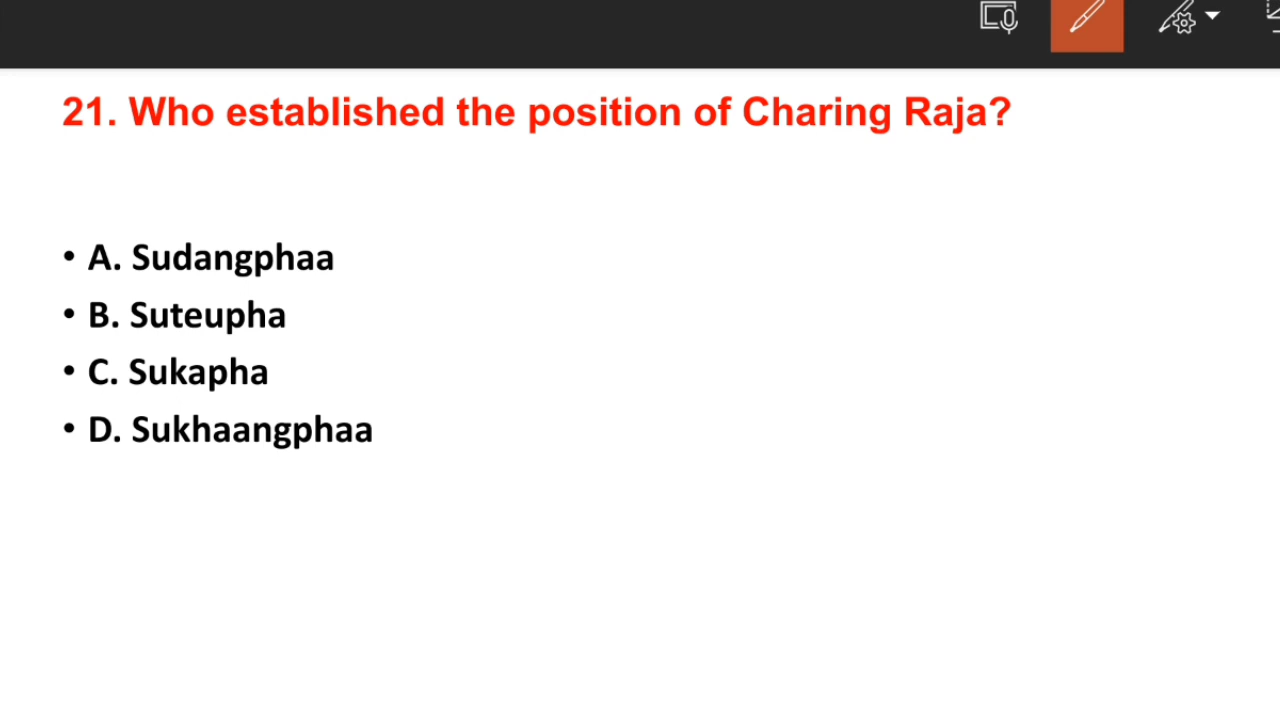 21. Who established the position of Charing Raja?
• A. Sudangphaa
• B. Suteupha
• C. Sukapha
• D. Sukhaangphaa